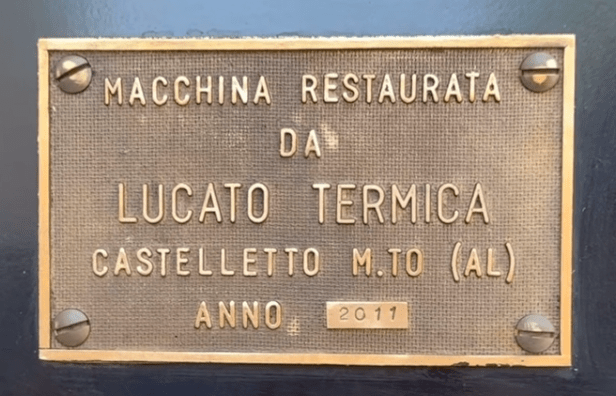 MACCHINA RESTAURATA
DA
LUCATO TERMICA
CASTELLETTO M.TO (AL)
ANNO 2011